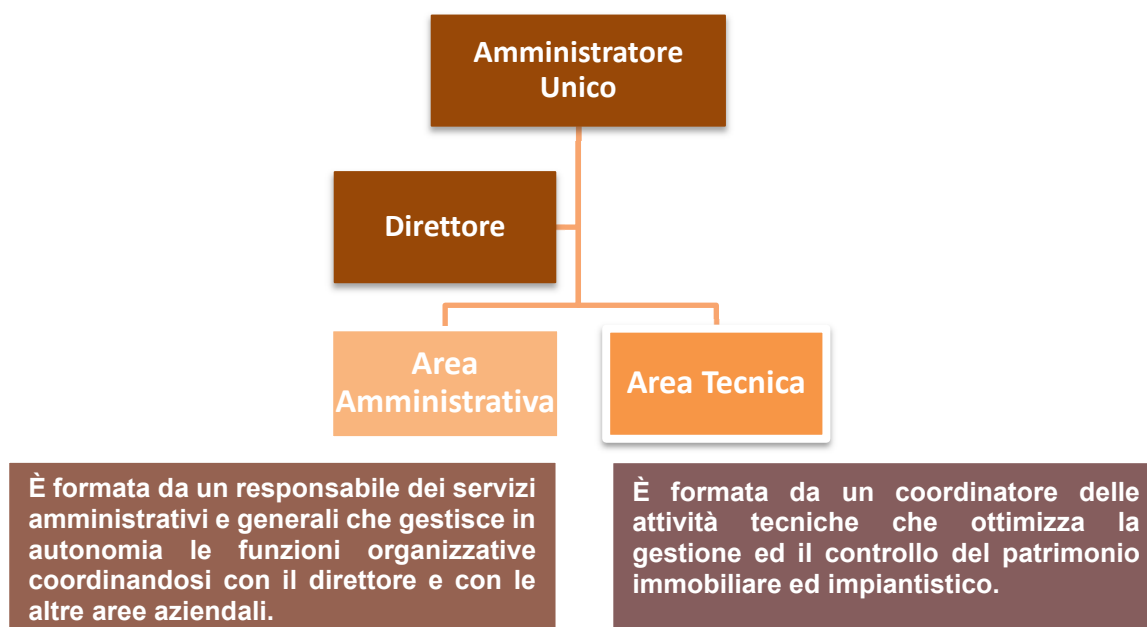 Amministratore
Unico
Direttore
Area
Amministrativa
Area Tecnica
È formata da un responsabile dei servizi
amministrativi e generali che gestisce in
autonomia le funzioni organizzative
coordinandosi con il direttore e con le
altre aree aziendali.
È formata da un coordinatore delle
attività tecniche che ottimizza la
gestione ed il controllo del patrimonio
immobiliare ed impiantistico.